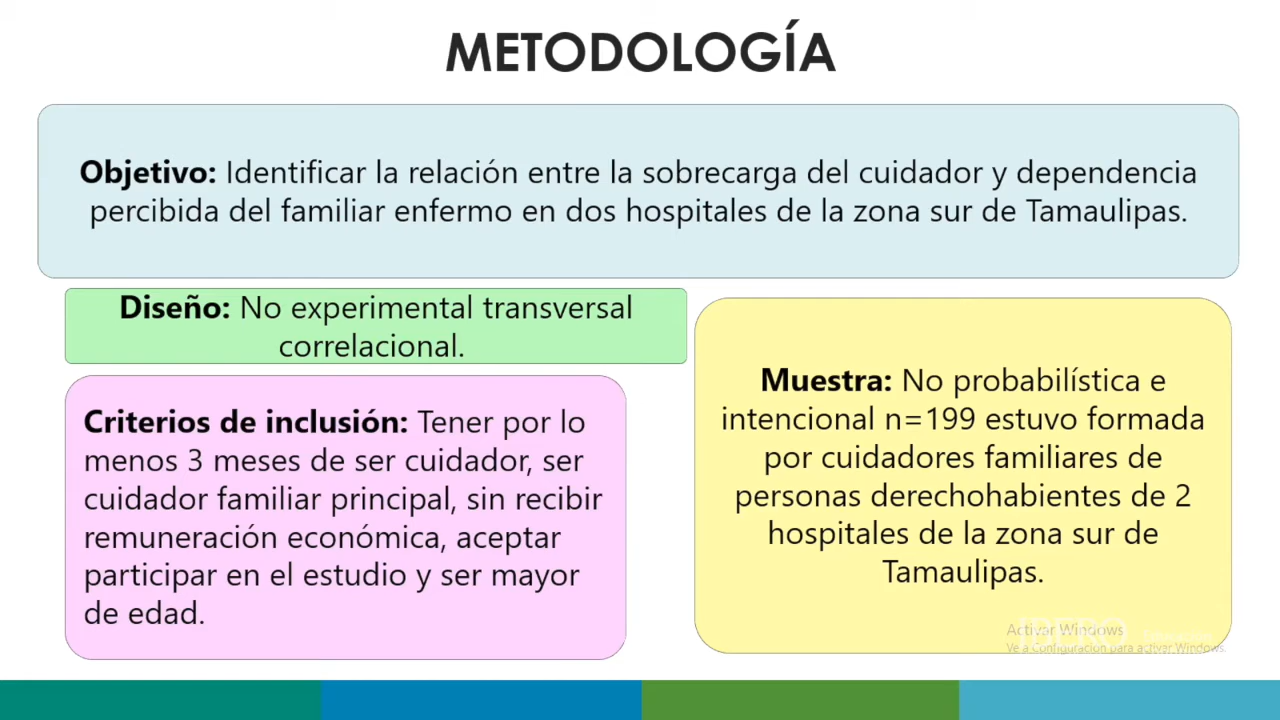 METODOLOGÍA
Objetivo: Identificar la relación entre la sobrecarga del cuidador y dependencia
percibida del familiar enfermo en dos hospitales de la zona sur de Tamaulipas.
Diseño: No experimental transversal
correlacional.
Criterios de inclusión: Tener por lo
menos 3 meses de ser cuidador, ser
cuidador familiar principal, sin recibir
remuneración económica, aceptar
participar en el estudio y ser mayor
de edad.
Muestra: No probabilística e
intencional n=199 estuvo formada
por cuidadores familiares de
personas derechohabientes de 2
hospitales de la zona sur de
Tamaulipas.
Activar Windows
Ve a Configuración para activar Windows.
IBERO